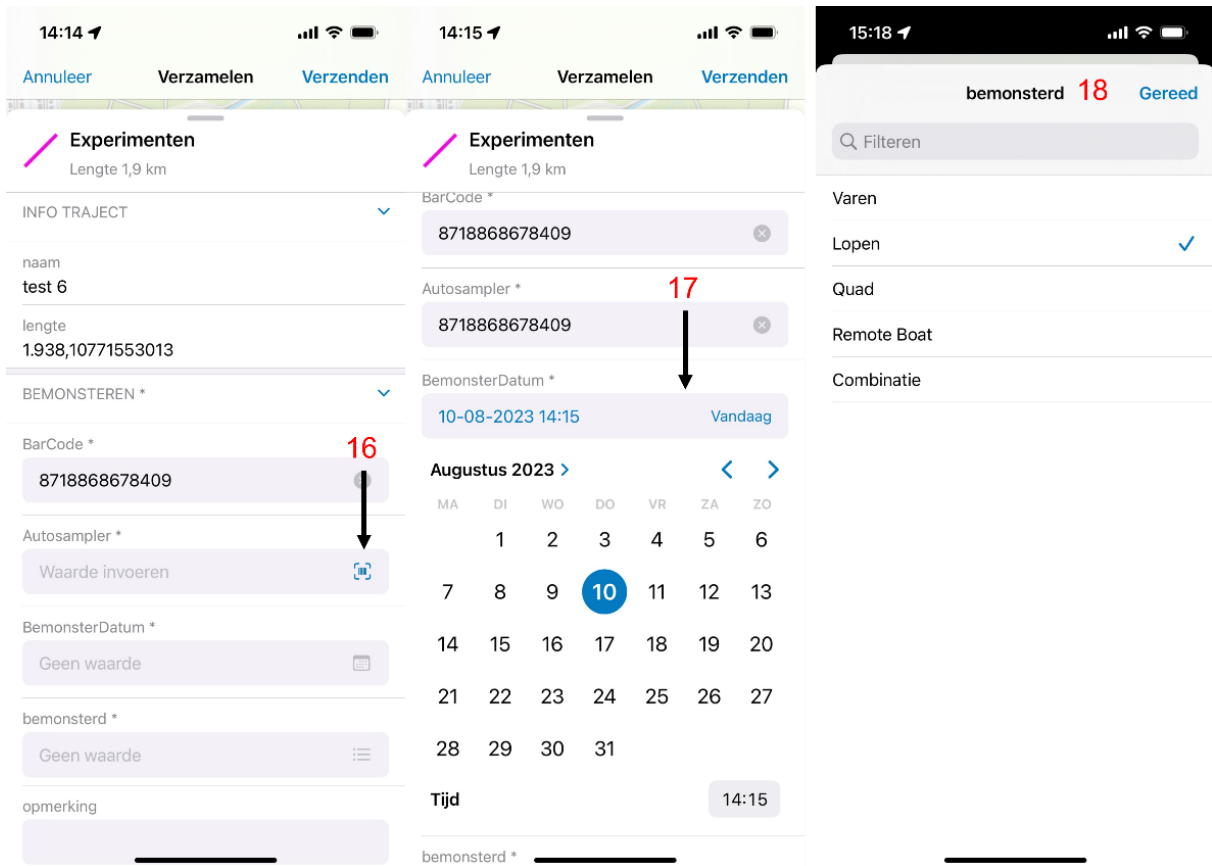 14:14
Annuleer Verzamelen Verzenden
Experimenten
Lengte 1,9 km
INFO TRAJECT
naam
test 6
lengte
1.938,10771553013
BEMONSTEREN *
BarCode *
16
8718868678409
Autosampler *
Waarde invoeren
BemonsterDatum *
Geen waarde
bemonsterd *
Geen waarde
opmerking
14:15
Annuleer Verzamelen Verzenden
Experimenten
Lengte 1,9 km
BarCode *
8718868678409
Autosampler *
17
8718868678409
BemonsterDatum *
10-08-2023 14:15 Vandaag
Augustus 2023
MA DI WO DO VR ZA ZO
1 2 3 4 5 6
7 8 9 10 11 12 13
14 15 16 17 18 19 20
21 22 23 24 25 26 27
28 29 30 31
Tijd 14:15
bemonsterd *
15:18
bemonsterd 18 Gereed
Filteren
Varen
Lopen
Quad
Remote Boat
Combinatie